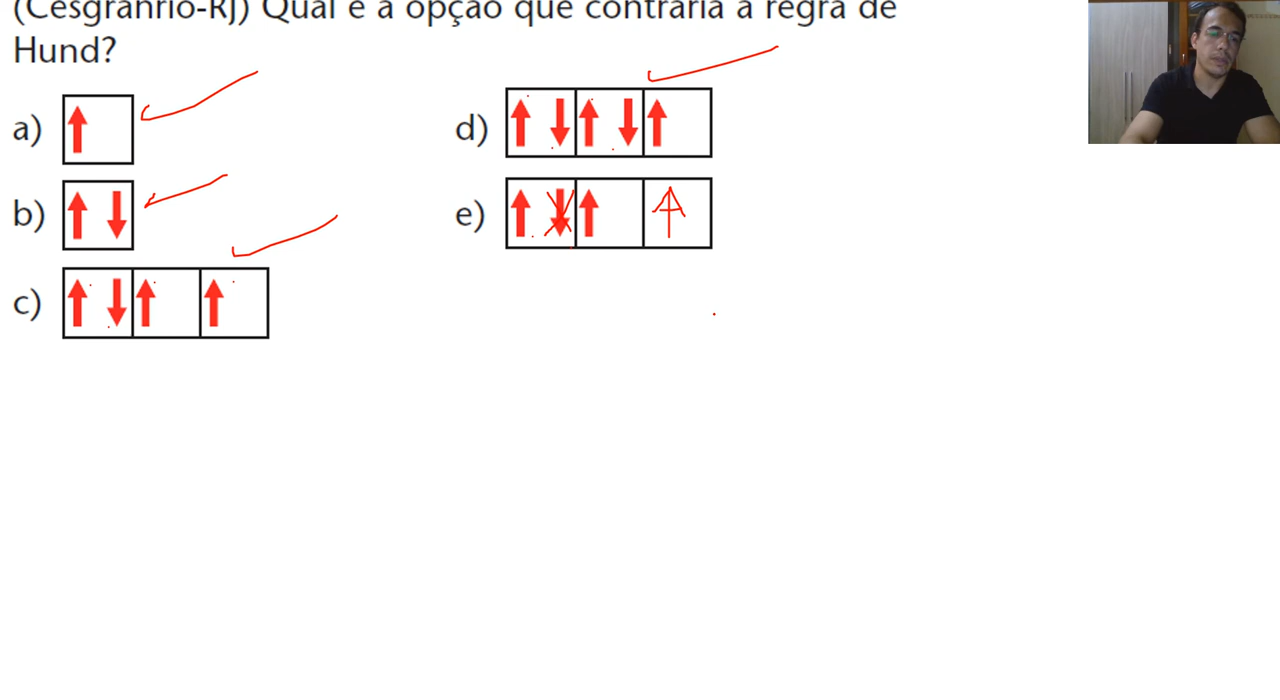 (Cesgranrio-RJ) Qual é a opção que contraria a regra de
Hund?
a)
b)
c)
d)
e)